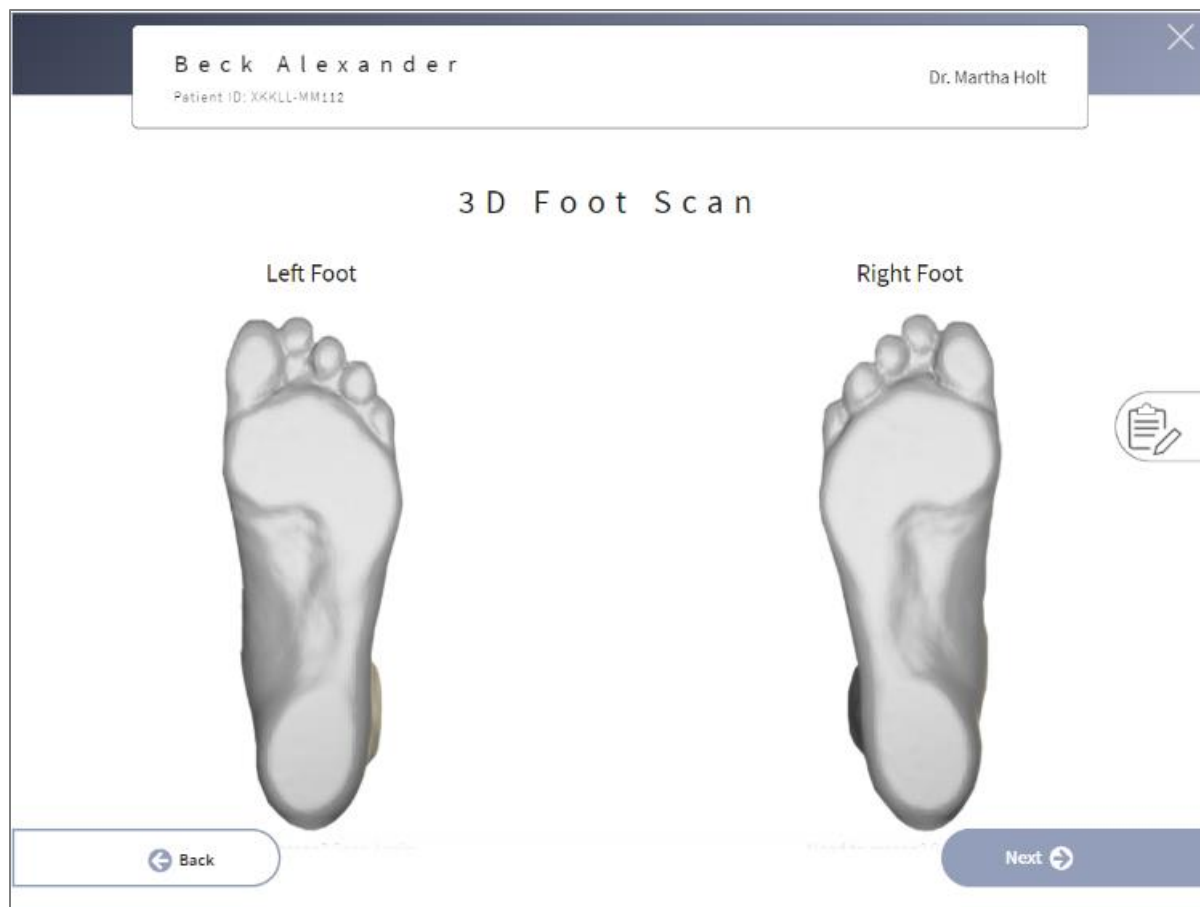 Beck Alexander
Patient ID: XKKLL-MM112
Dr. Martha Holt
3D Foot Scan
Left Foot
Right Foot
Back
Next